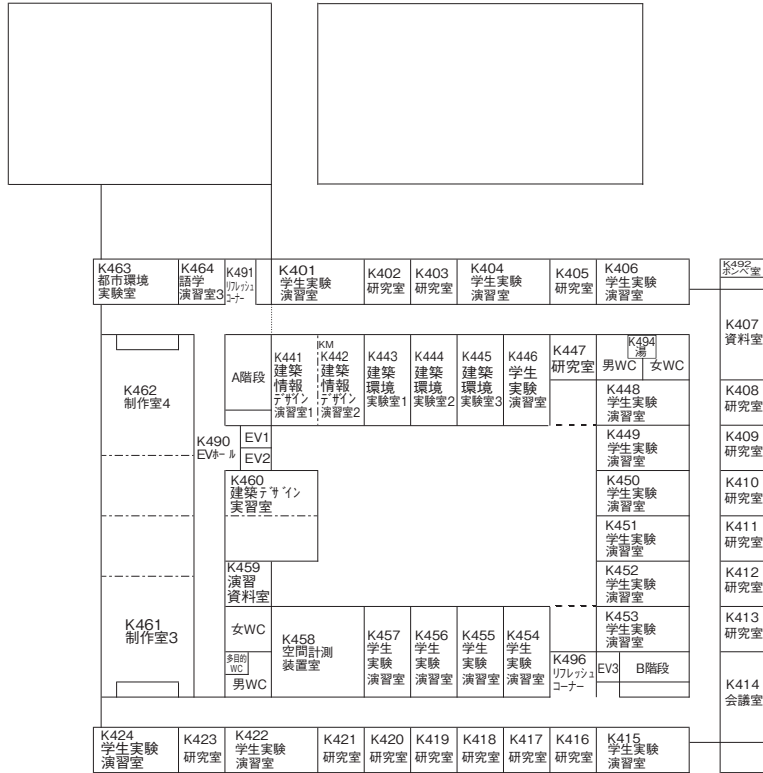 K463
都市環境
実験室
K464
語学
演習室3
K491
リフレッシュ
コーナー
K401
学生実験
演習室
K402
研究室
K403
研究室
K404
学生実験
演習室
K405
研究室
K406
学生実験
演習室
K492
ボンベ室
K407
資料室
K462
制作室4
A階段
K441
建築
情報
デザイン
演習室1
KM
K442
建築
情報
デザイン
演習室2
K443
建築
環境
実験室1
K444
建築
環境
実験室2
K445
建築
環境
実験室3
K446
学生
実験
演習室
K447
研究室
K494
湯
男WC
女WC
K448
学生実験
演習室
K408
研究室
K490
EVホール
EV1
EV2
K449
学生実験
演習室
K409
研究室
K460
建築デザイン
実習室
K450
学生実験
演習室
K410
研究室
K451
学生実験
演習室
K411
研究室
K459
演習
資料室
K452
学生実験
演習室
K412
研究室
K461
制作室3
女WC
多目的
WC
男WC
K458
空間計測
装置室
K457
学生
実験
演習室
K456
学生
実験
演習室
K455
学生
実験
演習室
K454
学生
実験
演習室
K496
リフレッシュ
コーナー
K453
学生実験
演習室
EV3
B階段
K413
研究室
K414
会議室
K424
学生実験
演習室
K423
研究室
K422
学生実験
演習室
K421
研究室
K420
研究室
K419
研究室
K418
研究室
K417
研究室
K416
研究室
K415
学生実験
演習室